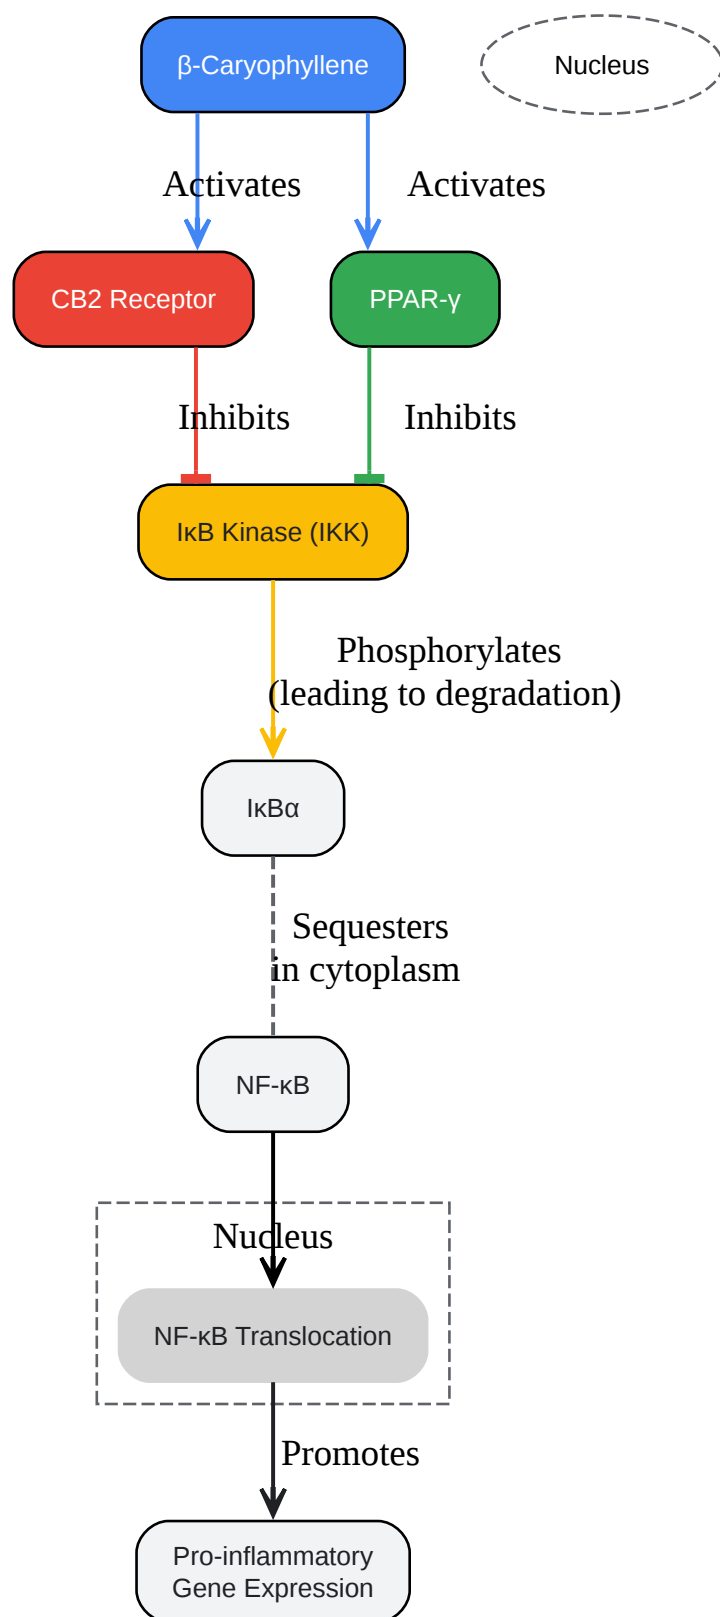 β-Caryophyllene
Nucleus
Activates
Activates
CB2 Receptor
PPAR-γ
Inhibits
Inhibits
IκB Kinase (IKK)
Phosphorylates
(leading to degradation)
IκBα
Sequesters
in cytoplasm
NF-κB
Nucleus
NF-κB Translocation
Promotes
Pro-inflammatory
Gene Expression